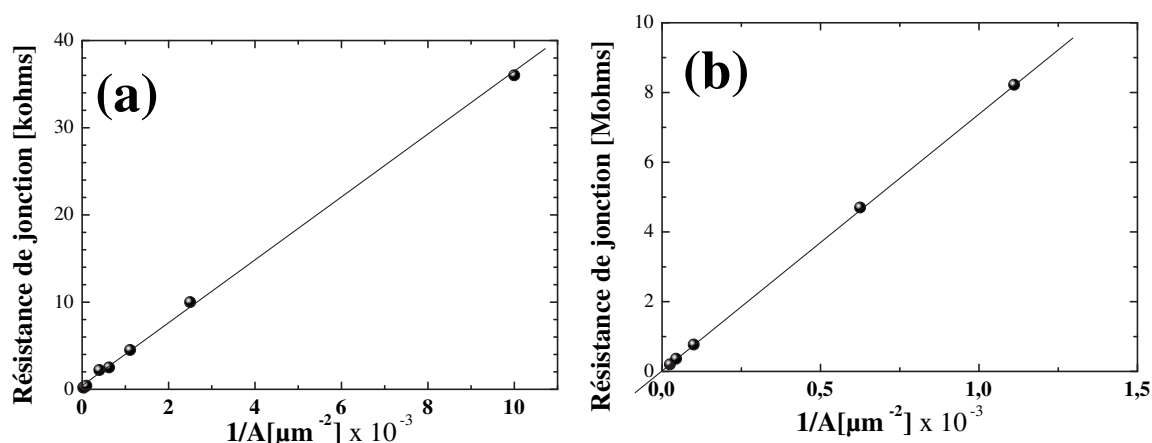 (a)
Résistance de jonction [kohms]
40
30
20
10
0
0 2 4 6 8 10
1/A[µm⁻²] x 10⁻³
(b)
Résistance de jonction [Mohms]
10
8
6
4
2
0
0,0 0,5 1,0 1,5
1/A[µm⁻²] x 10⁻³